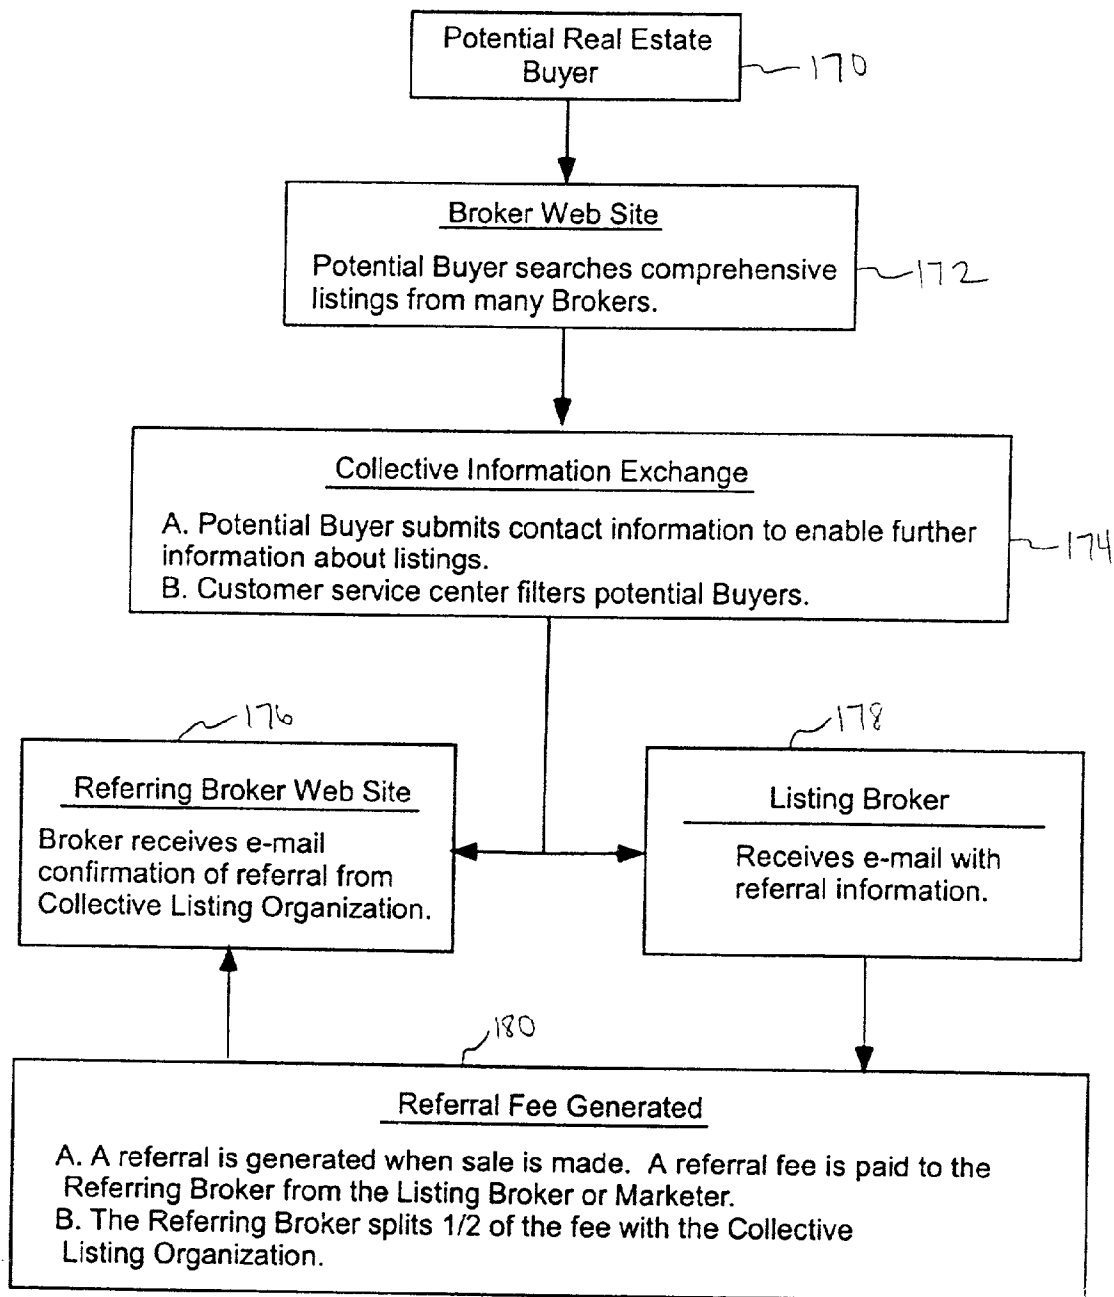 Potential Real Estate
Buyer
170
Broker Web Site
Potential Buyer searches comprehensive
listings from many Brokers.
172
Collective Information Exchange
A. Potential Buyer submits contact information to enable further
information about listings.
B. Customer service center filters potential Buyers.
174
176
Referring Broker Web Site
Broker receives e-mail
confirmation of referral from
Collective Listing Organization.
178
Listing Broker
Receives e-mail with
referral information.
180
Referral Fee Generated
A. A referral is generated when sale is made. A referral fee is paid to the
Referring Broker from the Listing Broker or Marketer.
B. The Referring Broker splits 1/2 of the fee with the Collective
Listing Organization.